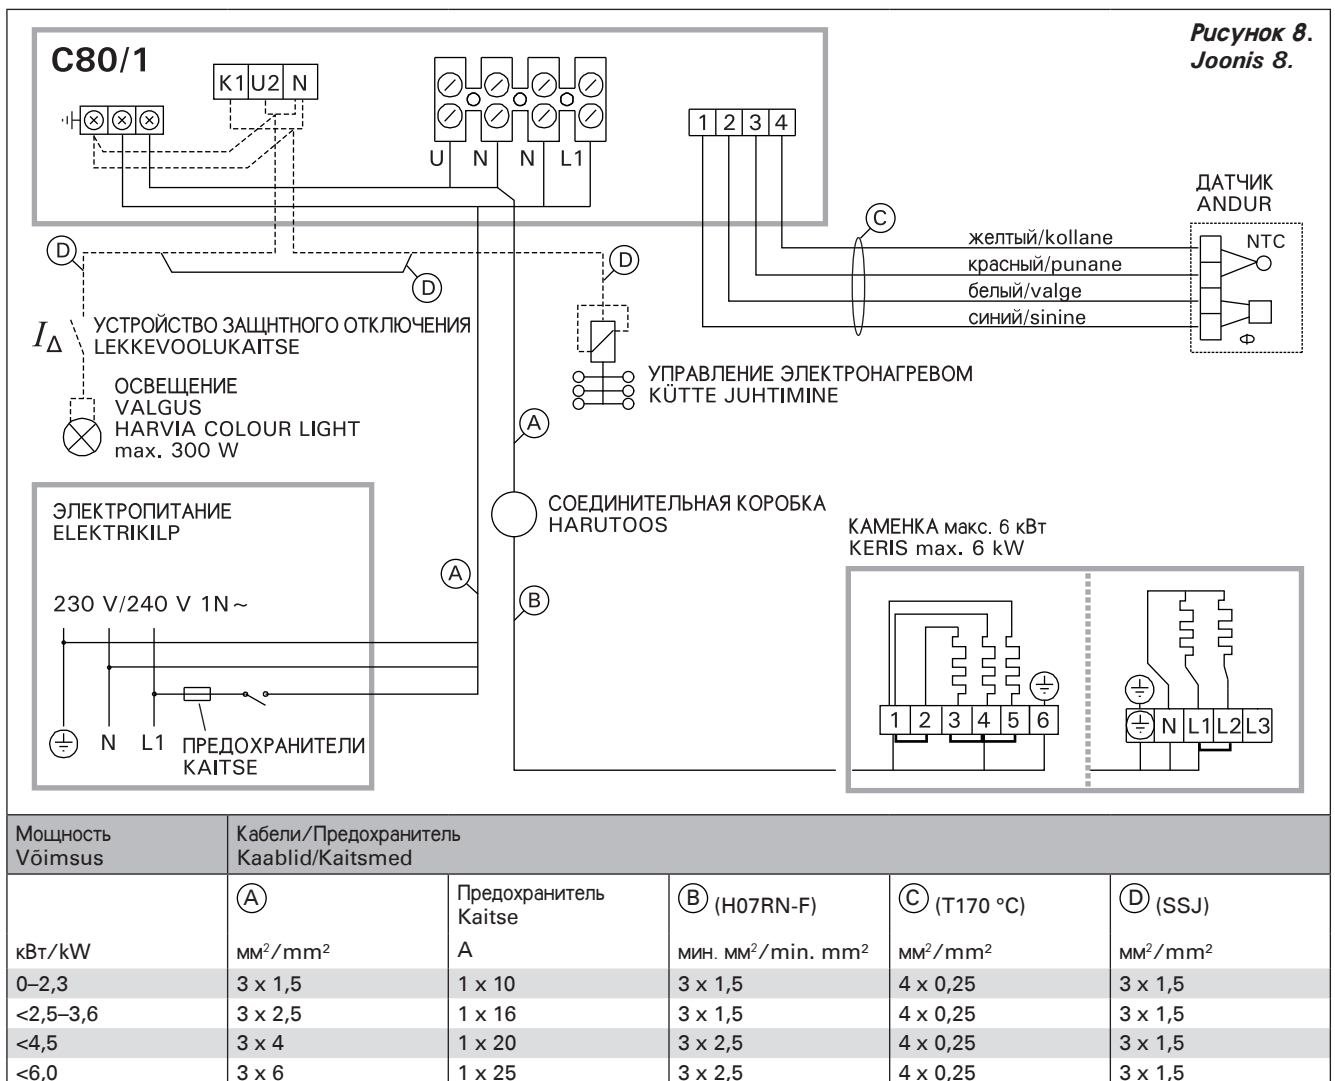 Рисунок 8.
Joonis 8.
C80/1
K1 U2 N
U N N L1
1 2 3 4
ДАТЧИК
ANDUR
C
желтый/kollane
NTC
красный/punane
белый/valge
синий/sinine
Φ
D
D
D
I∆
УСТРОЙСТВО ЗАЩНТНОГО ОТКЛЮЧЕНИЯ
LEKKEVOOLUKAITSE
ОСВЕЩЕНИЕ
VALGUS
HARVIA COLOUR LIGHT
max. 300 W
УПРАВЛЕНИЕ ЭЛЕКТРОНАГРЕВОМ
KÜTTE JUHTIMINE
A
ЭЛЕКТРОПИТАНИЕ
ELEKTRIKILP
СОЕДИНИТЕЛЬНАЯ КОРОБКА
HARUTOOS
КАМЕНКА макс. 6 кВт
KERIS max. 6 kW
A
B
230 V/240 V 1N~
1 2 3 4 5 6
N L1 L2 L3
N L1
ПРЕДОХРАНИТЕЛИ
KAITSE
Мощность
Võimsus
Кабели/Предохранитель
Kaablid/Kaitsmed
A
Предохранитель
Kaitse
B (H07RN-F)
C (T170 °C)
D (SSJ)
кВт/kW
мм²/mm²
A
мин. мм²/min. mm²
мм²/mm²
мм²/mm²
0–2,3 3 x 1,5 1 x 10 3 x 1,5 4 x 0,25 3 x 1,5
<2,5–3,6 3 x 2,5 1 x 16 3 x 1,5 4 x 0,25 3 x 1,5
<4,5 3 x 4 1 x 20 3 x 2,5 4 x 0,25 3 x 1,5
<6,0 3 x 6 1 x 25 3 x 2,5 4 x 0,25 3 x 1,5